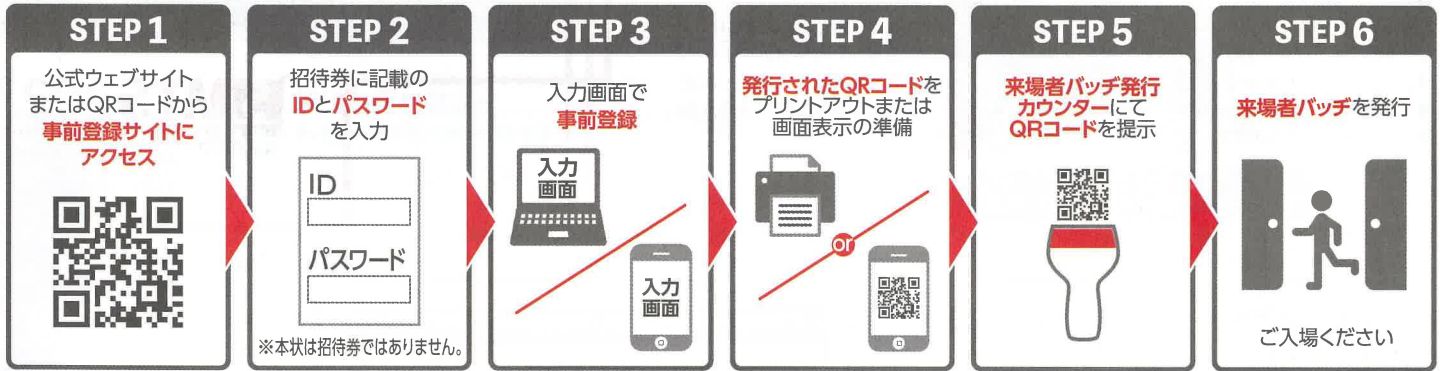 STEP 1
公式ウェブサイト
またはQRコードから
事前登録サイトに
アクセス
STEP 2
招待券に記載の
IDとパスワード
を入力
ID
パスワード
※本状は招待券ではありません。
STEP 3
入力画面で
事前登録
入力
画面
入力
画面
STEP 4
発行されたQRコードを
プリントアウトまたは
画面表示の準備
or
STEP 5
来場者バッヂ発行
カウンターにて
QRコードを提示
STEP 6
来場者バッヂを発行
ご入場ください